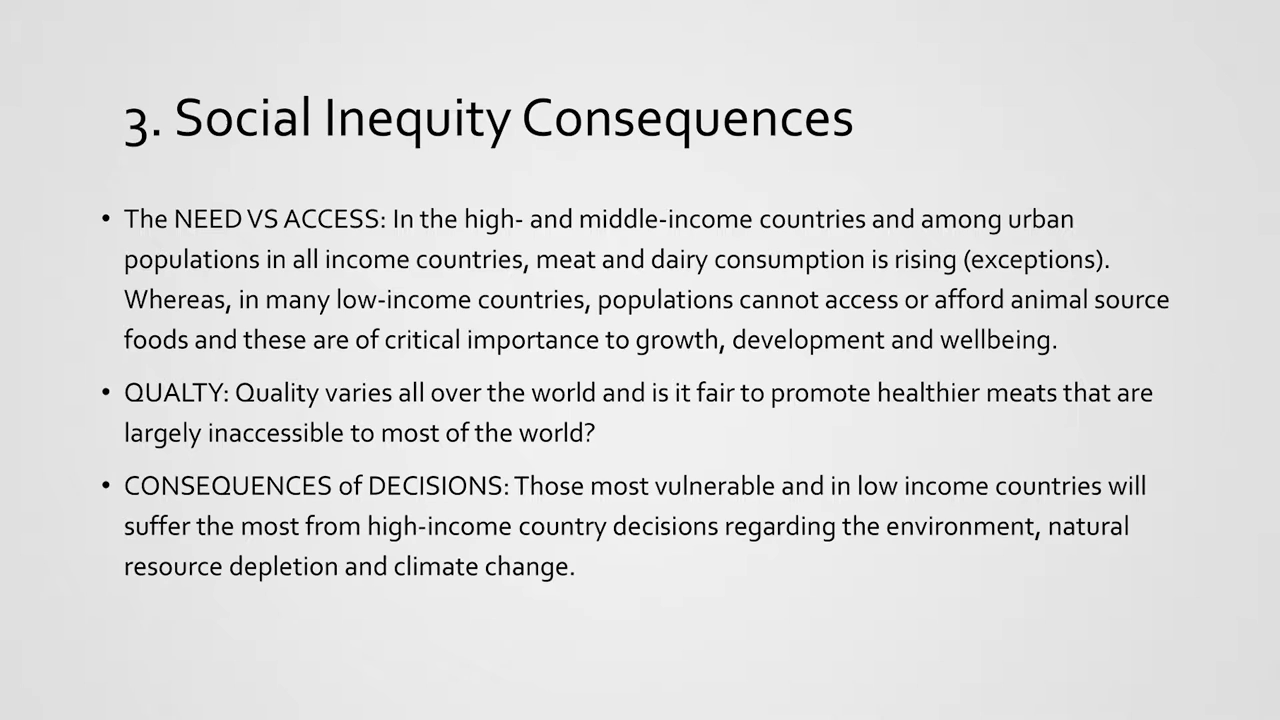 3. Social Inequity Consequences
• The NEED VS ACCESS: In the high- and middle-income countries and among urban
populations in all income countries, meat and dairy consumption is rising (exceptions).
Whereas, in many low-income countries, populations cannot access or afford animal source
foods and these are of critical importance to growth, development and wellbeing.
• QUALTY: Quality varies all over the world and is it fair to promote healthier meats that are
largely inaccessible to most of the world?
• CONSEQUENCES of DECISIONS: Those most vulnerable and in low income countries will
suffer the most from high-income country decisions regarding the environment, natural
resource depletion and climate change.